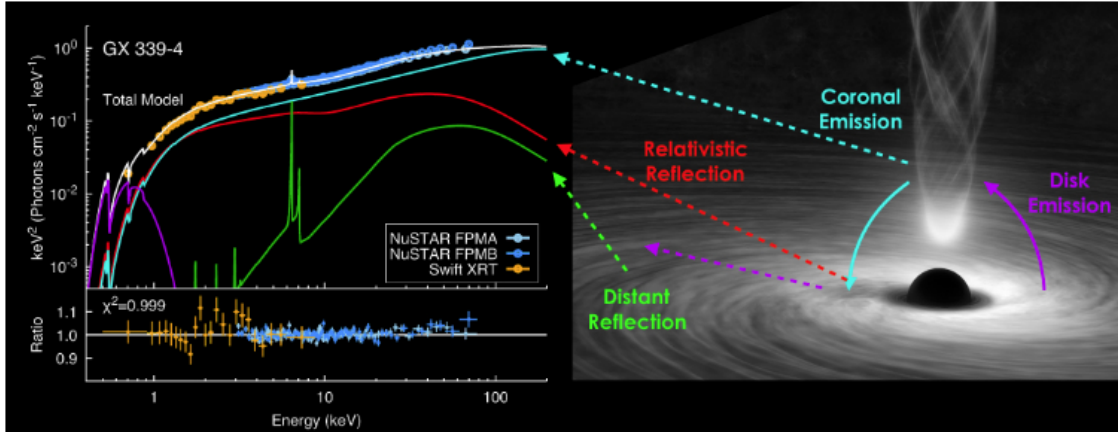 GX 339-4
Total Model
10⁰
10⁻¹
10⁻²
10⁻³
keV² (Photons cm⁻² s⁻¹ keV⁻¹)
NuSTAR FPMA
NuSTAR FPMB
Swift XRT
χ²=0.999
1.1
1.0
0.9
Ratio
1
10
100
Energy (keV)
Coronal
Emission
Relativistic
Reflection
Disk
Emission
Distant
Reflection